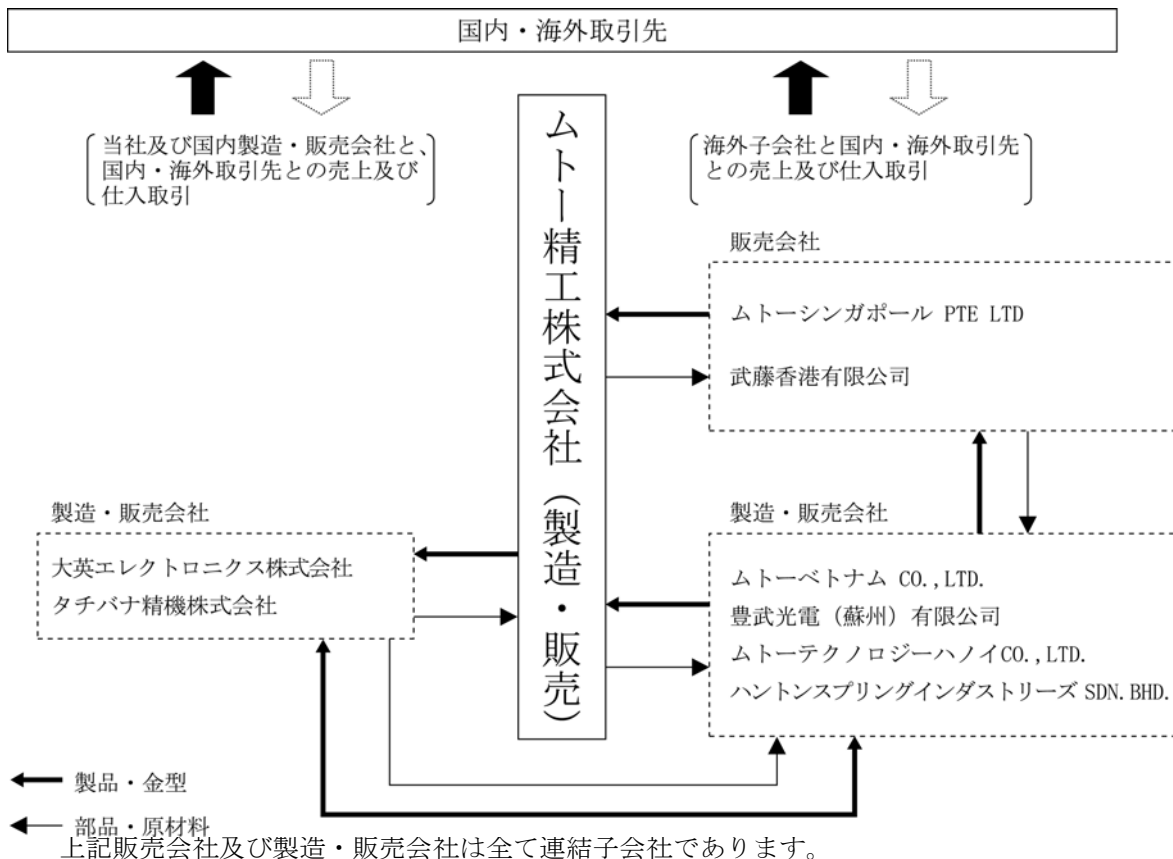 国内・海外取引先
当社及び国内製造・販売会社と、
国内・海外取引先との売上及び
仕入取引
海外子会社と国内・海外取引先
との売上及び仕入取引
ムトー精工株式会社（製造・販売）
販売会社
ムトーシンガポール PTE LTD
武藤香港有限公司
製造・販売会社
大英エレクトロニクス株式会社
タチバナ精機株式会社
製造・販売会社
ムトーベトナム CO.,LTD.
豊武光電（蘇州）有限公司
ムトーテクノロジーハノイCO.,LTD.
ハントンスプリングインダストリーズ SDN.BHD.
製品・金型
部品・原材料
上記販売会社及び製造・販売会社は全て連結子会社であります。